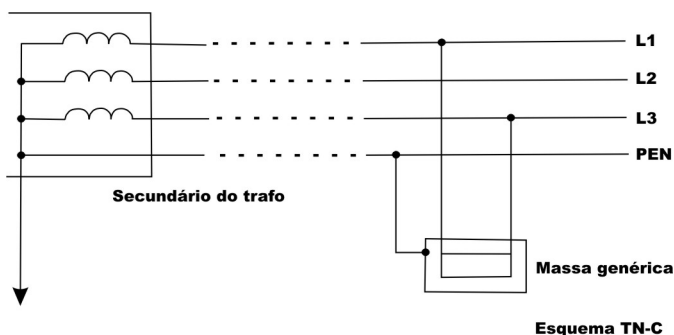 L1
L2
L3
PEN
Secundário do trafo
Massa genérica
Esquema TN-C